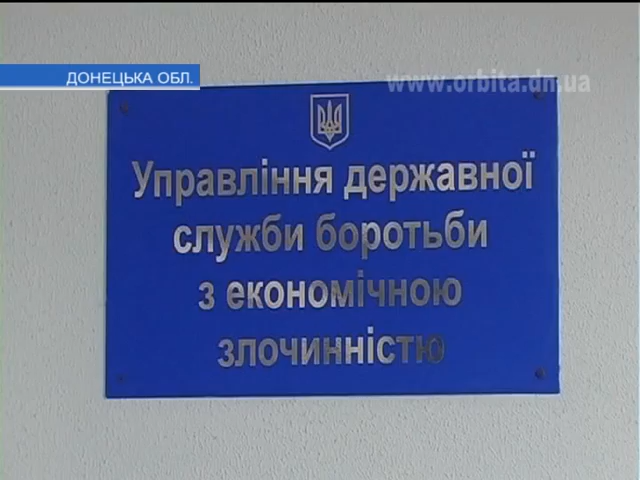 www.orbita.dn.ua
ДОНЕЦЬКА ОБЛ.
Управління державної
служби боротьби
з економічною
злочинністю